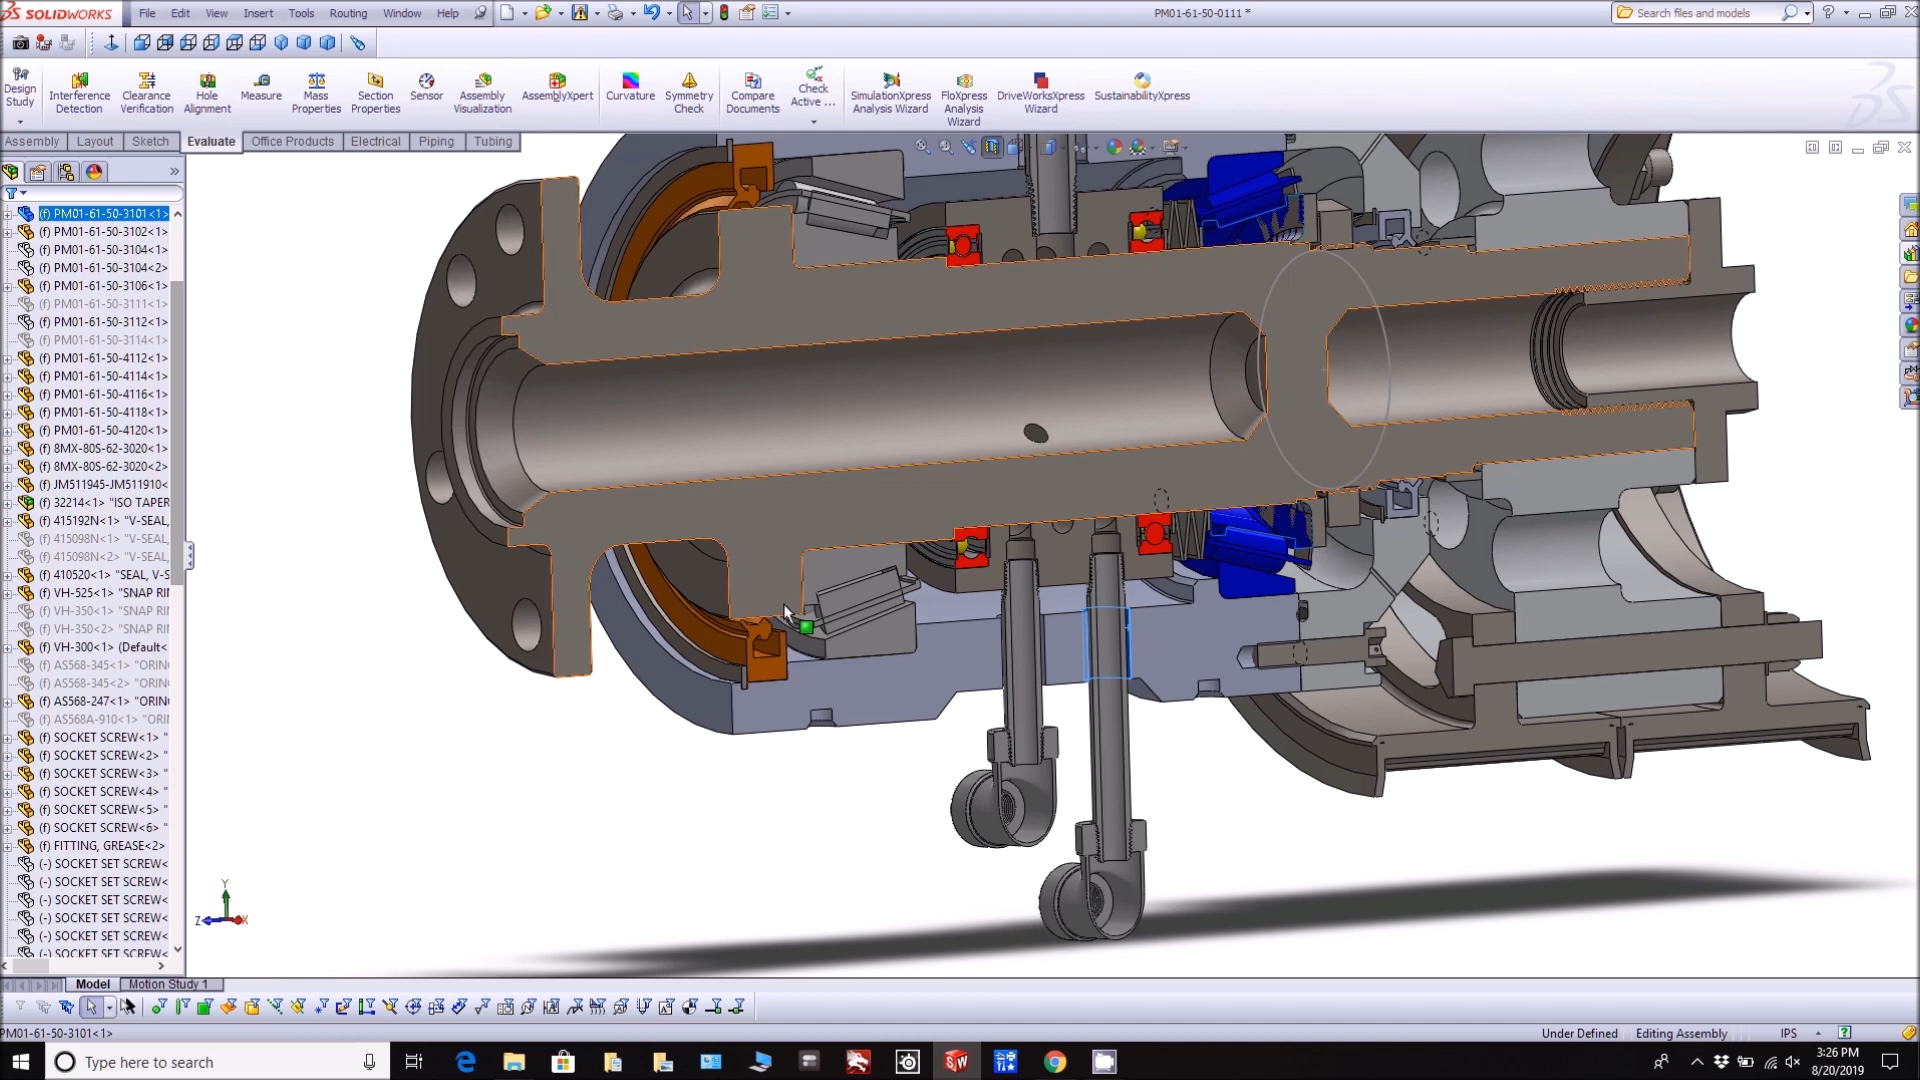 SOLIDWORKS
File Edit View Insert Tools Routing Window Help
PM01-61-50-0111 *
Search files and models
Design Study
Interference Detection
Clearance Verification
Hole Alignment
Measure
Mass Properties
Section Properties
Sensor
Assembly Visualization
AssemblyXpert
Curvature
Symmetry Check
Compare Documents
Check Active ...
SimulationXpress Analysis Wizard
FloXpress Analysis Wizard
DriveWorksXpress Wizard
SustainabilityXpress
Assembly Layout Sketch Evaluate Office Products Electrical Piping Tubing
(f) PM01-61-50-3101<1>
(f) PM01-61-50-3102<1>
(f) PM01-61-50-3104<1>
(f) PM01-61-50-3104<2>
(f) PM01-61-50-3106<1>
(f) PM01-61-50-3111<1>
(f) PM01-61-50-3112<1>
(f) PM01-61-50-3114<1>
(f) PM01-61-50-4112<1>
(f) PM01-61-50-4114<1>
(f) PM01-61-50-4116<1>
(f) PM01-61-50-4118<1>
(f) PM01-61-50-4120<1>
(f) 8MX-80S-62-3020<1>
(f) 8MX-80S-62-3020<2>
(f) JM511945-JM511910<
(f) 32214<1> "ISO TAPER
(f) 415192N<1> "V-SEAL,
(f) 415098N<1> "V-SEAL,
(f) 415098N<2> "V-SEAL,
(f) 410520<1> "SEAL, V-S
(f) VH-525<1> "SNAP RI
(f) VH-350<1> "SNAP RI
(f) VH-350<2> "SNAP RI
(f) VH-300<1> (Default<
(f) AS568-345<1> "ORIN
(f) AS568-345<2> "ORIN
(f) AS568-247<1> "ORIN
(f) AS568A-910<1> "ORI
(f) SOCKET SCREW<1> "
(f) SOCKET SCREW<2> "
(f) SOCKET SCREW<3> "
(f) SOCKET SCREW<4> "
(f) SOCKET SCREW<5> "
(f) SOCKET SCREW<6> "
(f) FITTING, GREASE<2>
(-) SOCKET SET SCREW<
(-) SOCKET SET SCREW<
(-) SOCKET SET SCREW<
(-) SOCKET SET SCREW<
(-) SOCKET SET SCREW<
(-) SOCKET SET SCREW<
Y
Z X
Model Motion Study 1
PM01-61-50-3101<1>
Under Defined Editing Assembly IPS
Type here to search
3:26 PM
8/20/2019